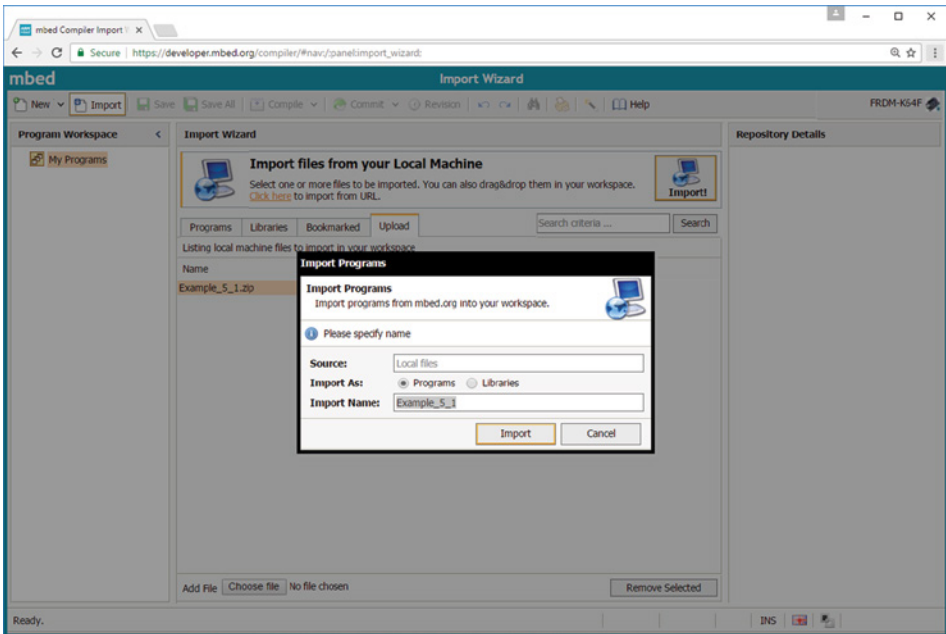 mbed Compiler Import
Secure https://developer.mbed.org/compiler/#nav:/;panel:import_wizard;
mbed Import Wizard
New Import Save Save All Compile Commit Revision Help FRDM-K64F
Program Workspace Import Wizard Repository Details
My Programs
Import files from your Local Machine
Select one or more files to be imported. You can also drag&drop them in your workspace.
Click here to import from URL.
Import!
Programs Libraries Bookmarked Upload Search criteria ... Search
Listing local machine files to import in your workspace
Name
Example_5_1.zip
Import Programs
Import Programs
Import programs from mbed.org into your workspace.
Please specify name
Source: Local files
Import As: Programs Libraries
Import Name: Example_5_1
Import Cancel
Add File Choose file No file chosen Remove Selected
Ready. INS